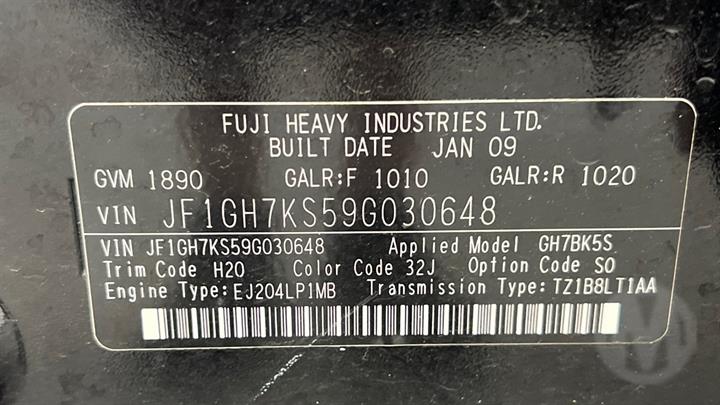 FUJI HEAVY INDUSTRIES LTD.
BUILT DATE JAN 09
GVM 1890 GALR:F 1010 GALR:R 1020
VIN JF1GH7KS59G030648
VIN JF1GH7KS59G030648 Applied Model GH7BK5S
Trim Code H20 Color Code 32J Option Code S0
Engine Type:EJ204LP1MB Transmission Type:TZ1B8LT1AA